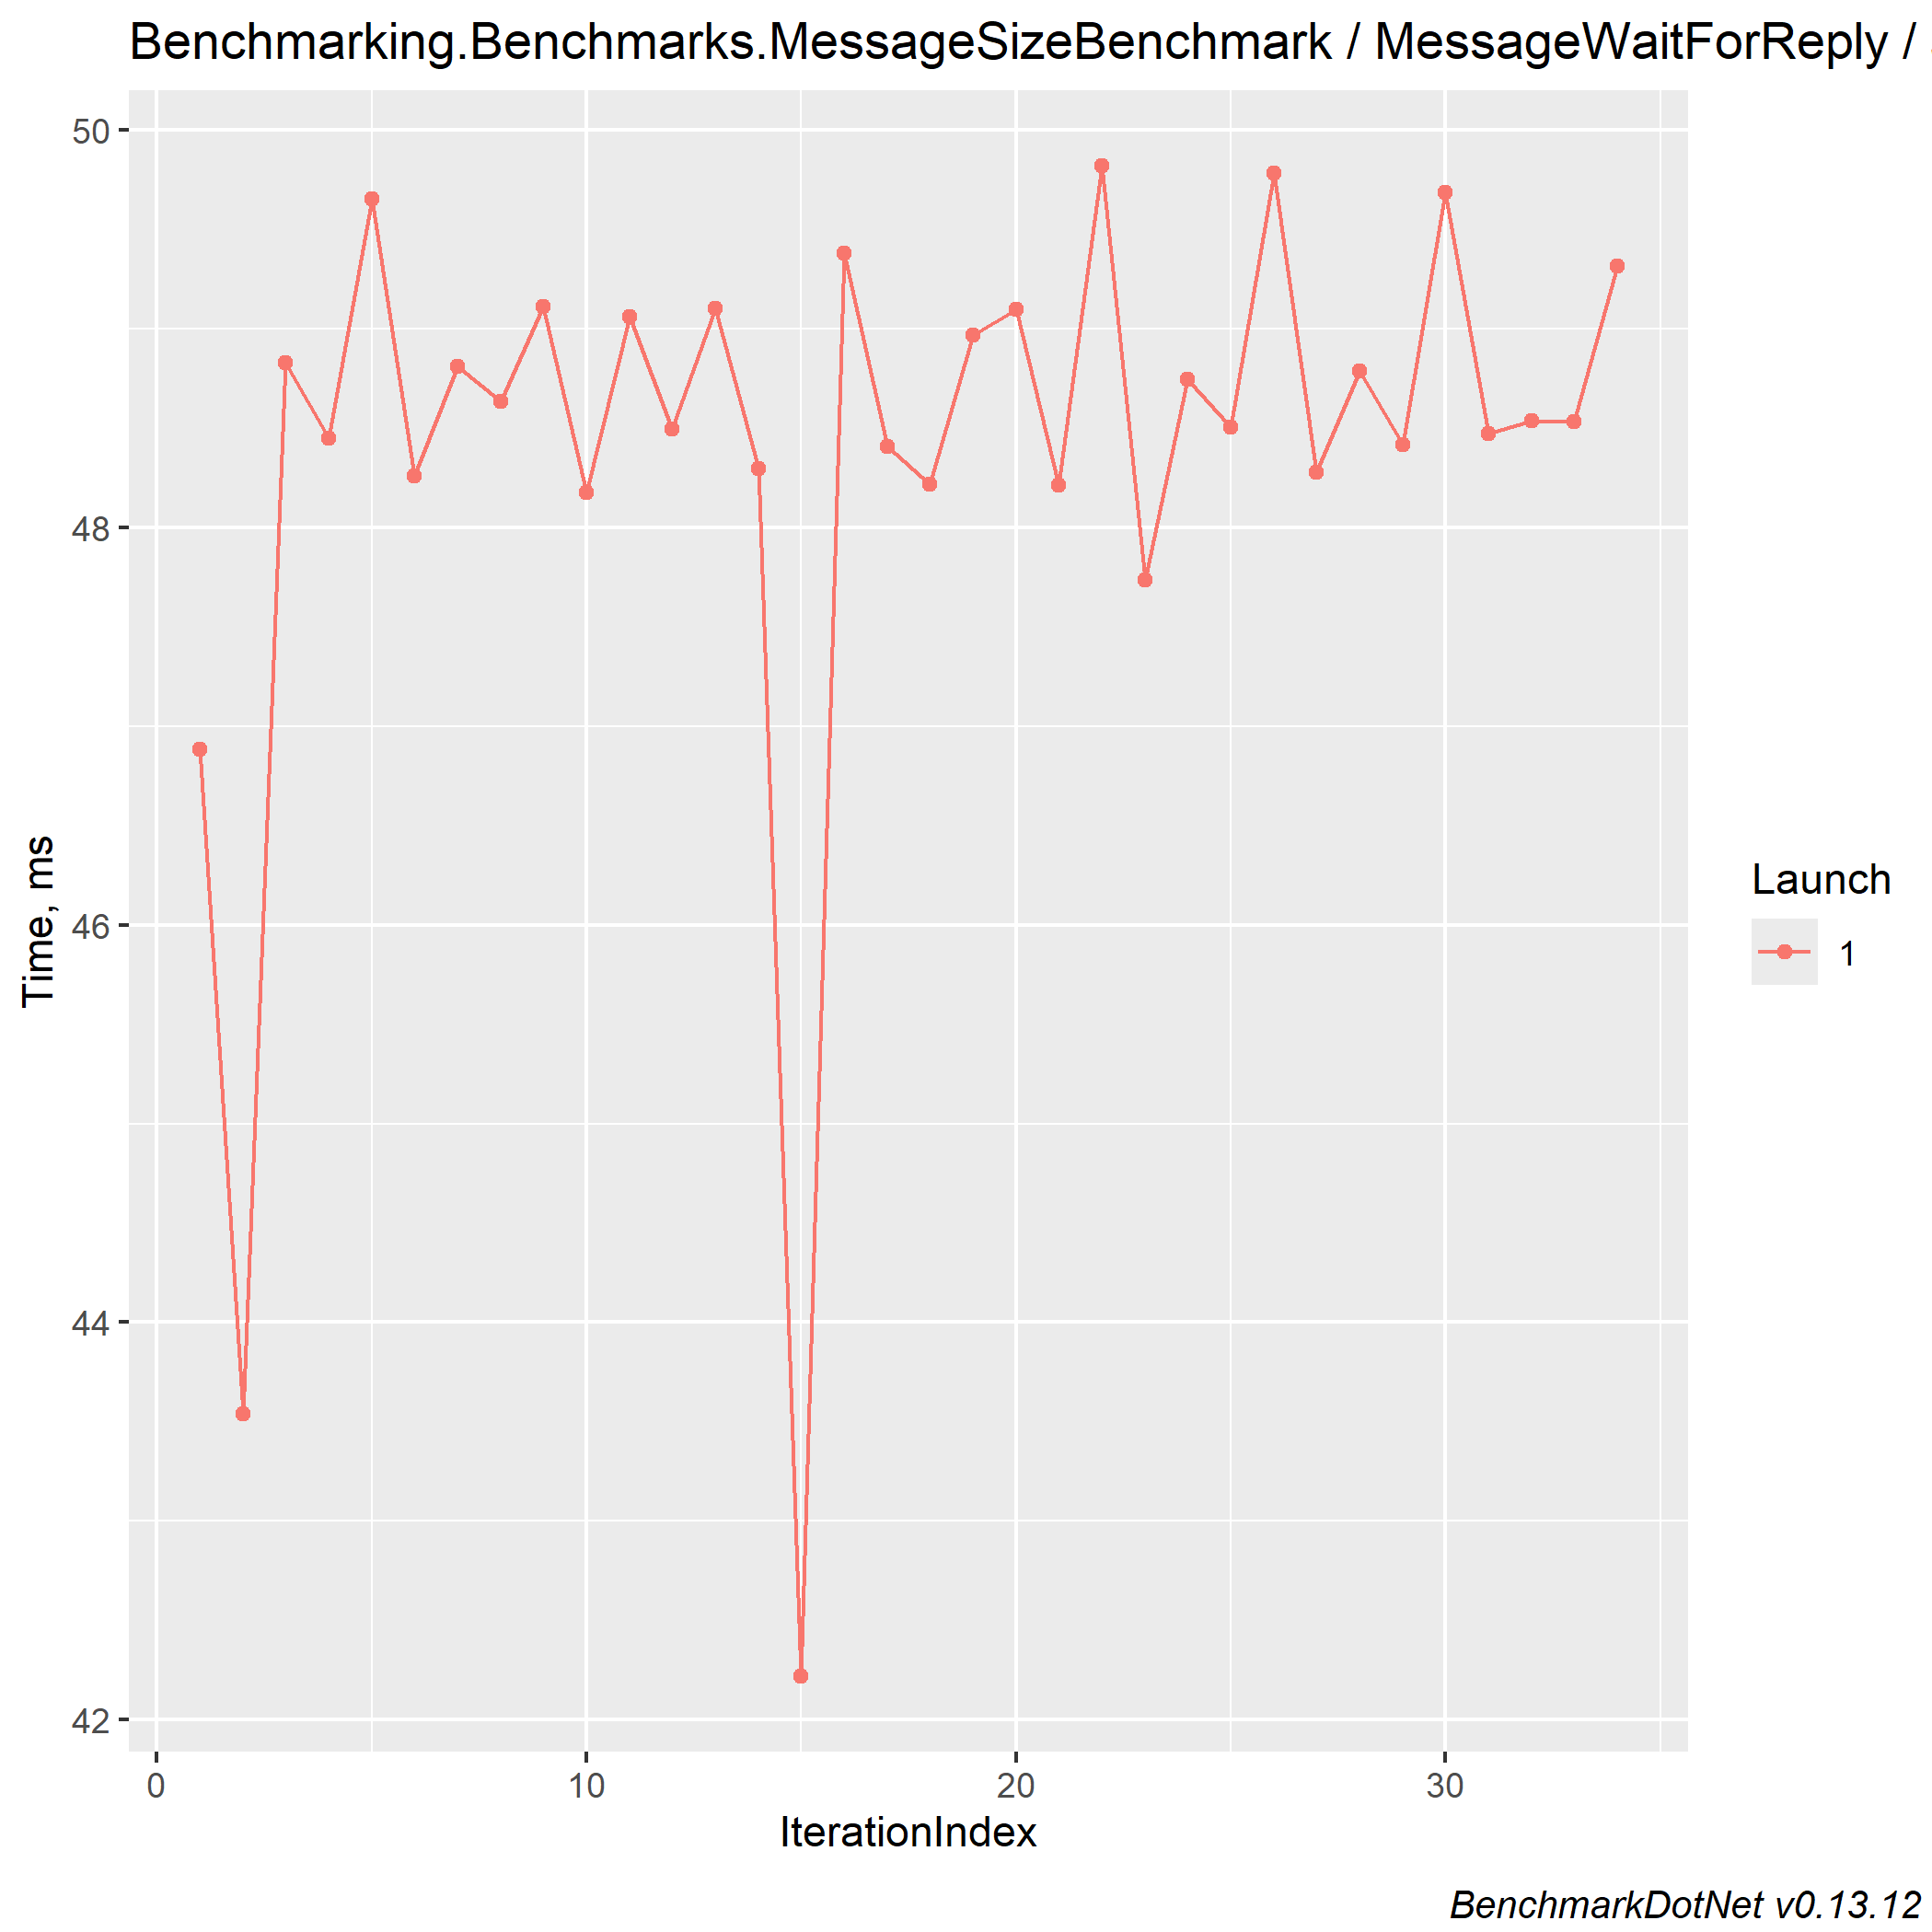 Benchmarking.Benchmarks.MessageSizeBenchmark / MessageWaitForReply /
50
48
46
44
42
Time, ms
0 10 20 30
IterationIndex
Launch
1
BenchmarkDotNet v0.13.12